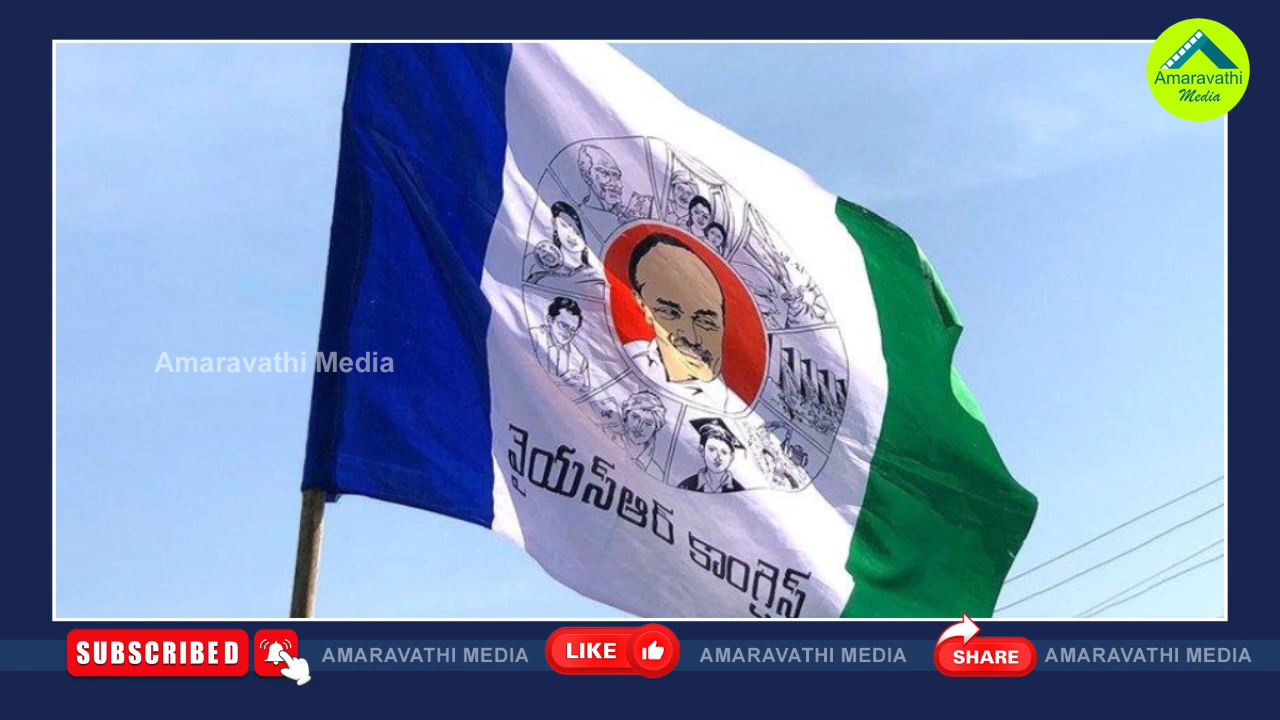 Amaravathi
Media
Amaravathi Media
వైయస్ఆర్ కాంగ్రెస్
SUBSCRIBED
AMARAVATHI MEDIA
LIKE
AMARAVATHI MEDIA
SHARE
AMARAVATHI MEDIA